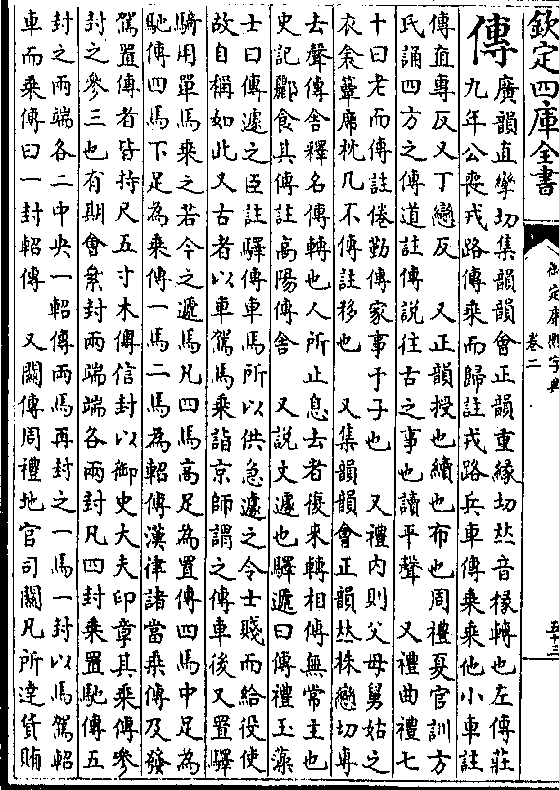 欽定四庫全書
御定康熙字典
卷二
傳
廣韻直攣切集韻韻會正韻重緣切𠀤音椽轉也左傳莊
九年公喪戎路傳乘而歸註戎路兵車傳乘乘他小車註
傳直專反又丁戀反　又正韻授也續也布也周禮夏官訓方
氏誦四方之傳道註傳說往古之事也讀平聲　又禮曲禮七
十曰老而傳註倦勤傳家事于子也　又禮內則父母舅姑之
衣衾簟席枕几不傳註移也　又集韻韻會正韻𠀤株戀切專
去聲傳舍釋名傳轉也人所止息去者復來轉相傳無常主也
史記酈食其傳註高陽傳舍　又說文遽也驛遞曰傳禮玉藻
士曰傳遽之臣註驛傳車馬所以供急遽之令士賤而給役使
故自稱如此又古者以車駕馬乘詣京師謂之傳車後又置驛
騎用單馬乘之若今之遞馬凡四馬高足為置傳四馬中足為
馳傳四馬下足為乘傳一馬二馬為軺傳漢律諸當乘傳及發
駕置傳者皆持尺五寸木傳信封以御史大夫印章其乘傳參
封之參三也有期會絫封兩端端各兩封凡四封乘置馳傳五
封之兩端各二中央一軺傳兩馬再封之一馬一封以馬駕軺
車而乘傳曰一封軺傳　又關傳周禮地官司關凡所達貨賄